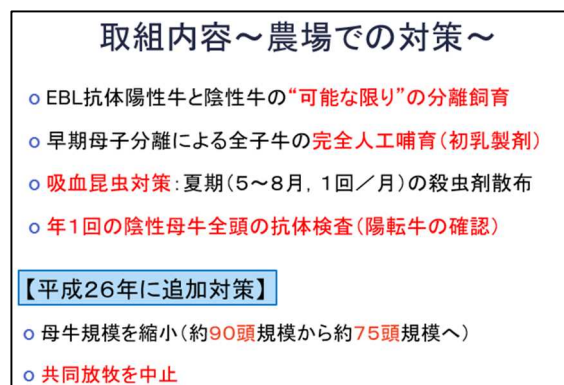 取組内容～農場での対策～
o EBL抗体陽性牛と陰性牛の“可能な限り”の分離飼育
o 早期母子分離による全子牛の完全人工哺育(初乳製剤)
o 吸血昆虫対策:夏期(5～8月, 1回/月)の殺虫剤散布
o 年1回の陰性母牛全頭の抗体検査(陽転牛の確認)
【平成26年に追加対策】
o 母牛規模を縮小(約90頭規模から約75頭規模へ)
o 共同放牧を中止